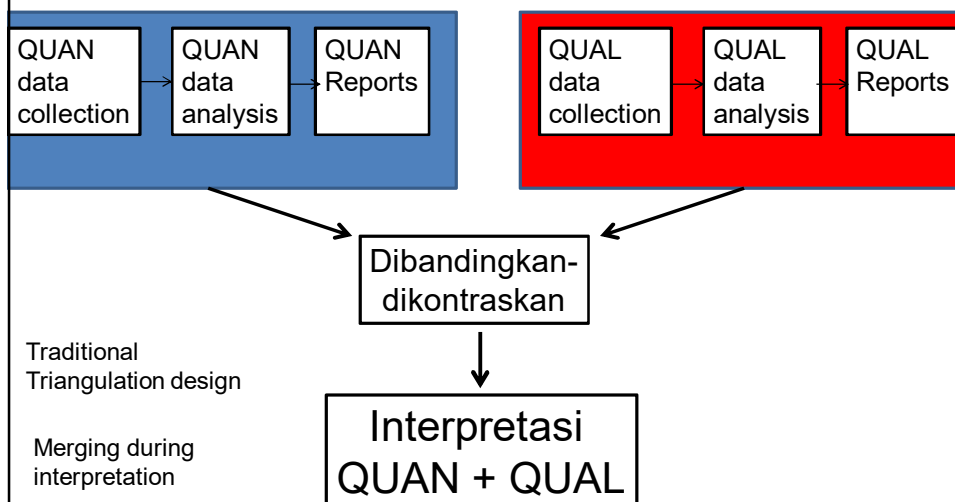 QUAN
data
collection
QUAN
data
analysis
QUAN
Reports
QUAL
data
collection
QUAL
data
analysis
QUAL
Reports
Dibandingkan-
dikontraskan
Traditional
Triangulation design
Merging during
interpretation
Interpretasi
QUAN + QUAL